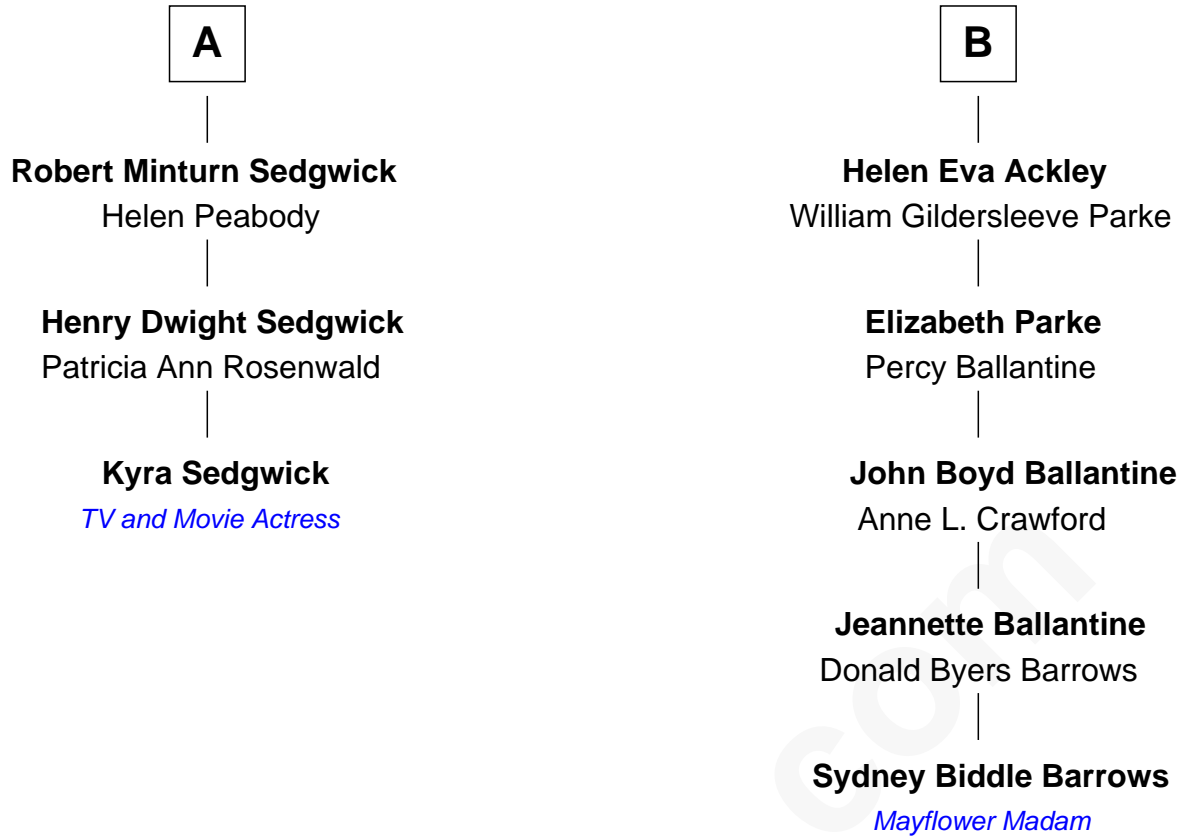 A
Robert Minturn Sedgwick
Helen Peabody
Henry Dwight Sedgwick
Patricia Ann Rosenwald
Kyra Sedgwick
TV and Movie Actress
B
Helen Eva Ackley
William Gildersleeve Parke
Elizabeth Parke
Percy Ballantine
John Boyd Ballantine
Anne L. Crawford
Jeannette Ballantine
Donald Byers Barrows
Sydney Biddle Barrows
Mayflower Madam
com